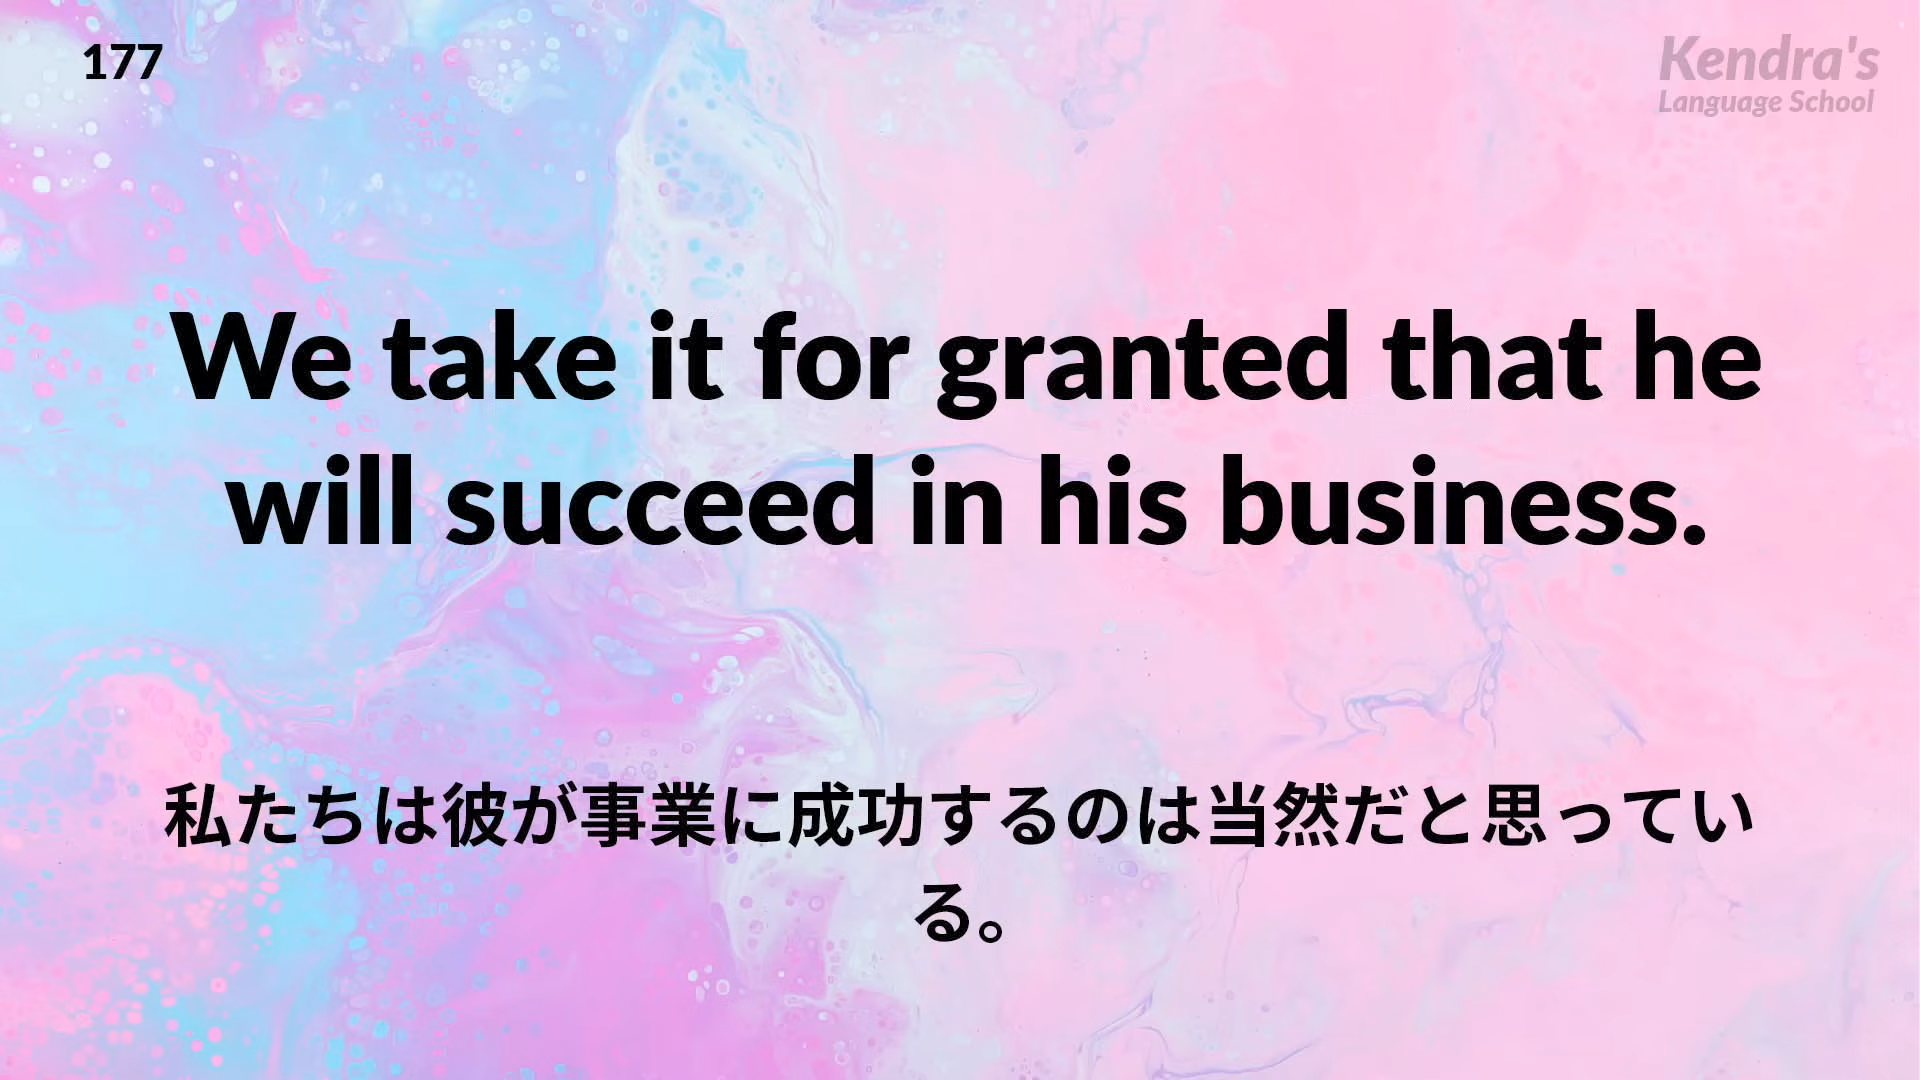 177
Kendra's
Language School
We take it for granted that he
will succeed in his business.
私たちは彼が事業に成功するのは当然だと思ってい
る。